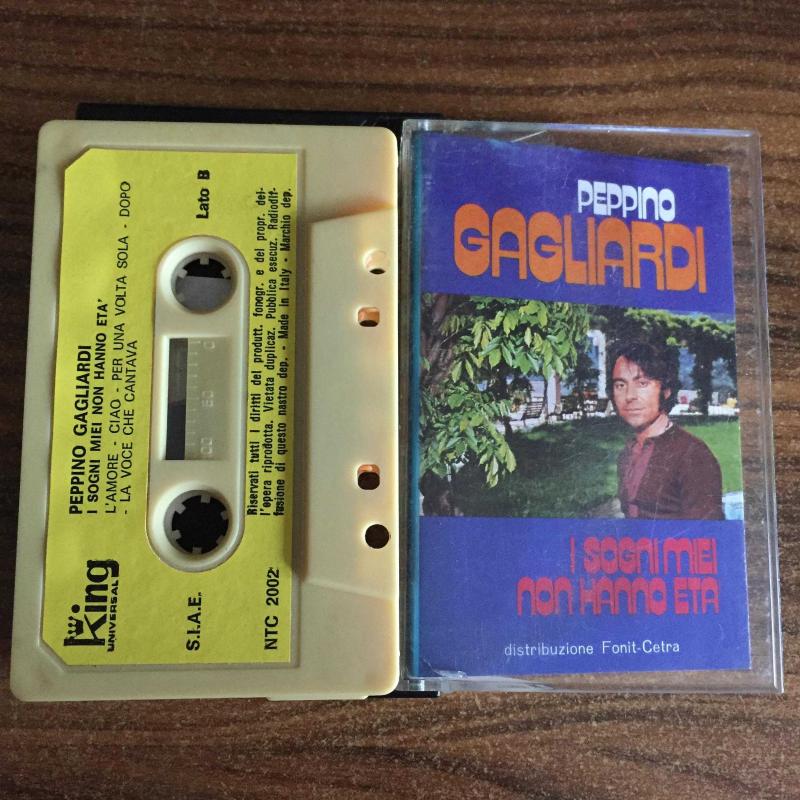 PEPPINO GAGLIARDI
I SOGNI MIEI NON HANNO ETA'
L'AMORE - CIAO - PER UNA VOLTA SOLA - DOPO
- LA VOCE CHE CANTAVA
King
UNIVERSAL
S.I.A.E.
Lato B
100 50 0
Riservati tutti i diritti del produtt. fonogr. e del propr. del-
l'opera riprodotta. Vietata duplicaz. Pubblica esecuz. Radiodif-
fusione di questo nastro dep. - Made in Italy - Marchio dep.
NTC 2002
PEPPINO
GAGLIARDI
I SOGNI MIEI
NON HANNO ETA
distribuzione Fonit-Cetra